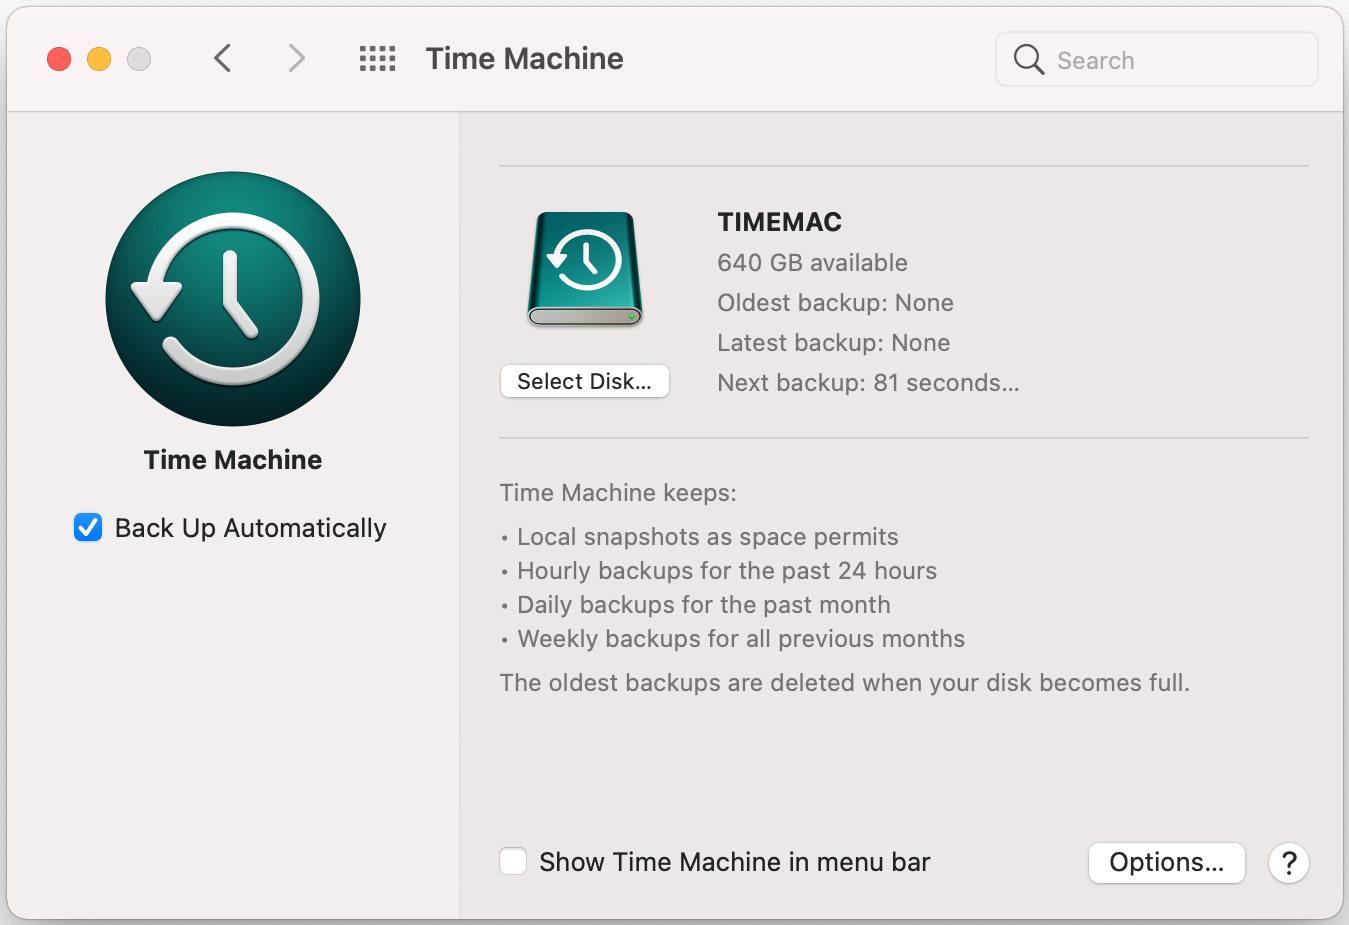 Time Machine
Search
TIMEMAC
640 GB available
Oldest backup: None
Latest backup: None
Next backup: 81 seconds...
Select Disk...
Time Machine
Back Up Automatically
Time Machine keeps:
• Local snapshots as space permits
• Hourly backups for the past 24 hours
• Daily backups for the past month
• Weekly backups for all previous months
The oldest backups are deleted when your disk becomes full.
Show Time Machine in menu bar
Options...
?